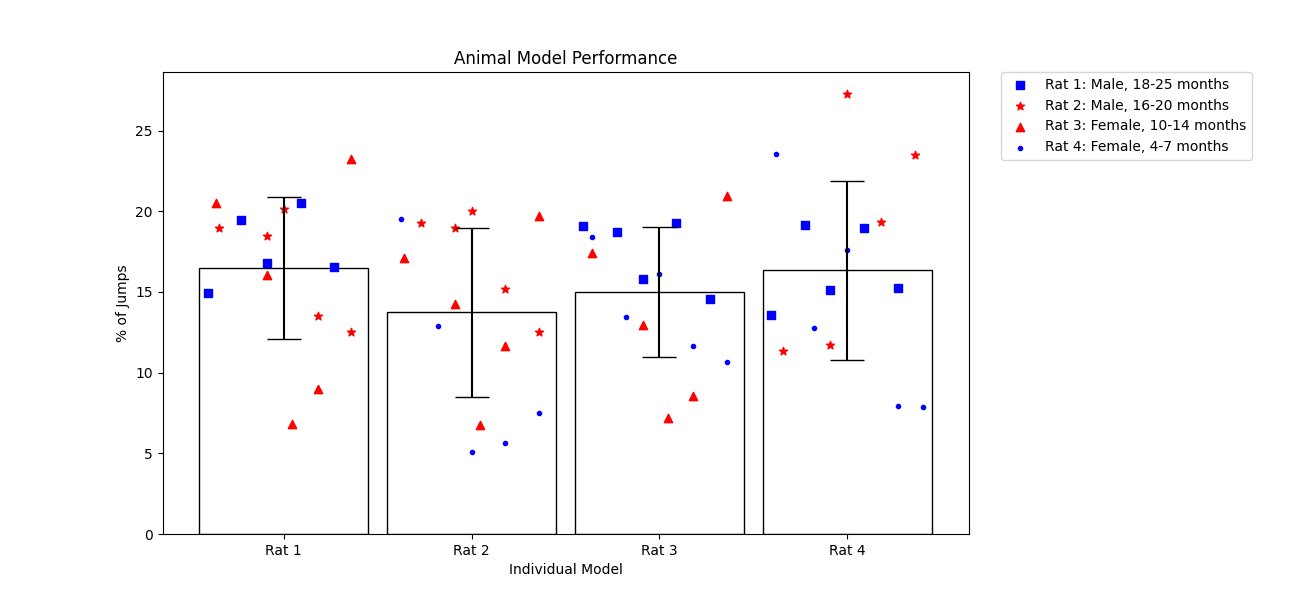 Animal Model Performance
Rat 1: Male, 18-25 months
Rat 2: Male, 16-20 months
Rat 3: Female, 10-14 months
Rat 4: Female, 4-7 months
% of Jumps
25
20
15
10
5
0
Rat 1 Rat 2 Rat 3 Rat 4
Individual Model